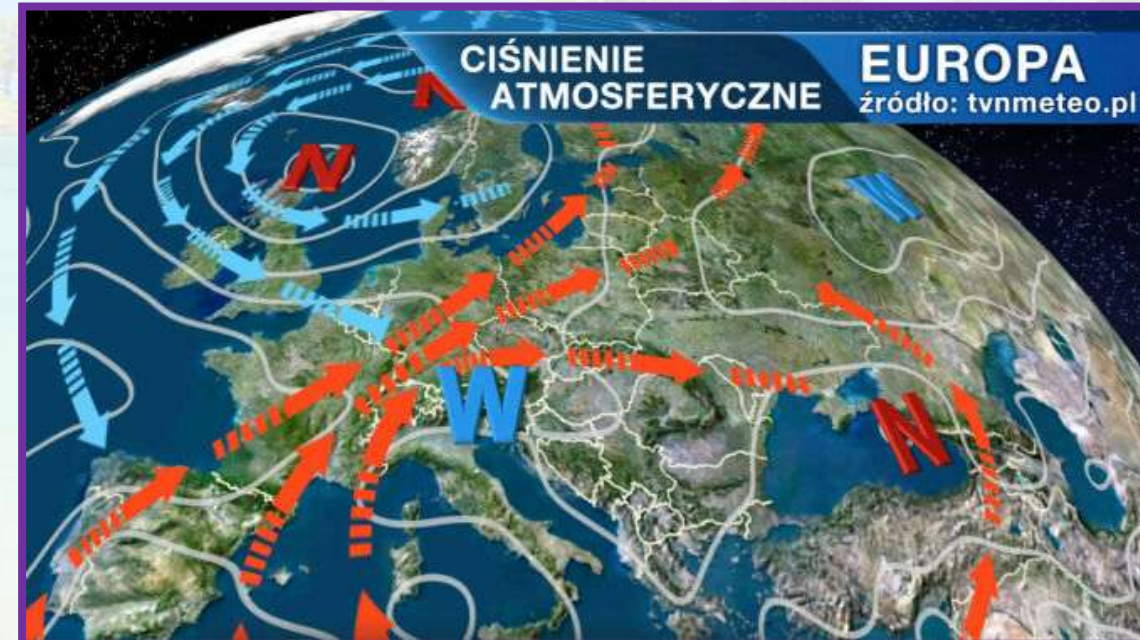 CIŚNIENIE
ATMOSFERYCZNE
EUROPA
źródło: tvnmeteo.pl
N
N
W
W
N